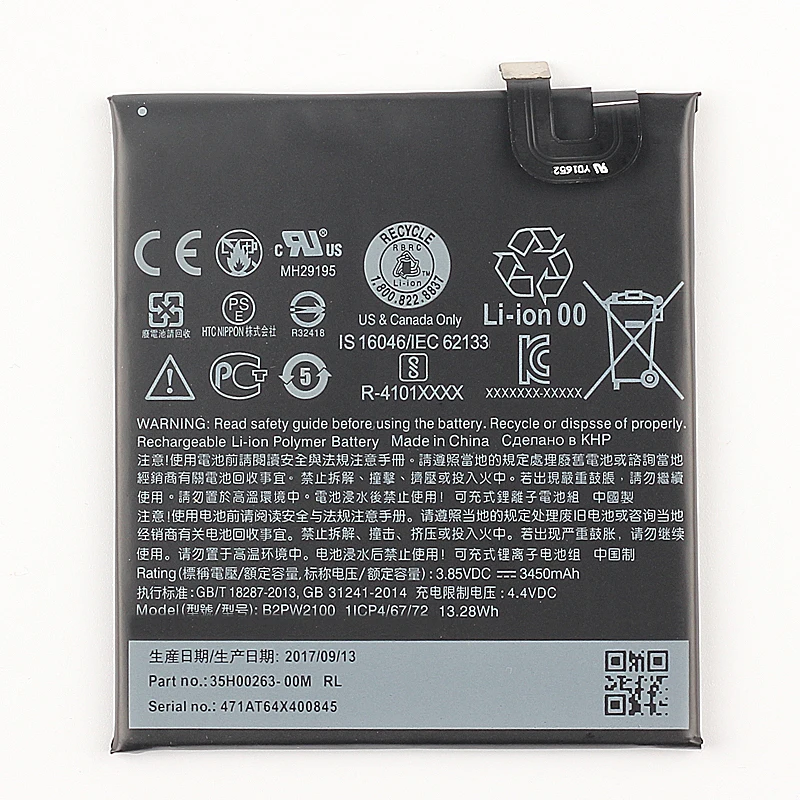 YD1652
CE
c RU® US
MH29195
RECYCLE
RBRC
TM
Li-ion
1.800.822.8837
Li-ion 00
廢電池請回收
PS
E
HTC NIPPON 株式会社
R32418
US & Canada Only
IS 16046/IEC 62133
R-4101XXXX
XXXXXXX-XXXXX
PCT
5
WARNING: Read safety guide before using the battery. Recycle or dispsse of properly.
Rechargeable Li-ion Polymer Battery Made in China Сделано в КНР
注意!使用電池前請閱讀安全與法規注意手冊。請遵照當地的規定處理廢舊電池或諮詢當地
經銷商有關電池回收事宜。禁止拆解、撞擊、擠壓或投入火中。若出現嚴重鼓脹，請勿繼續
使用。請勿置於高溫環境中。電池浸水後禁止使用! 可充式鋰離子電池組 中國製
注意!使用电池前请阅读安全与法规注意手册。请遵照当地的规定处理废旧电池或咨询当地
经销商有关电池回收事宜。禁止拆解、撞击、挤压或投入火中。若出现严重鼓胀，请勿继续
使用。请勿置于高温环境中。电池浸水后禁止使用! 可充式锂离子电池组 中国制
Rating(標稱電壓/額定容量, 标称电压/额定容量) : 3.85VDC ⎓ 3450mAh
执行标准: GB/T 18287-2013, GB 31241-2014 充电限制电压 : 4.4VDC
Model(型號/型号): B2PW2100 1ICP4/67/72 13.28Wh
生産日期/生产日期: 2017/09/13
Part no.:35H00263-00M RL
Serial no.: 471AT64X400845